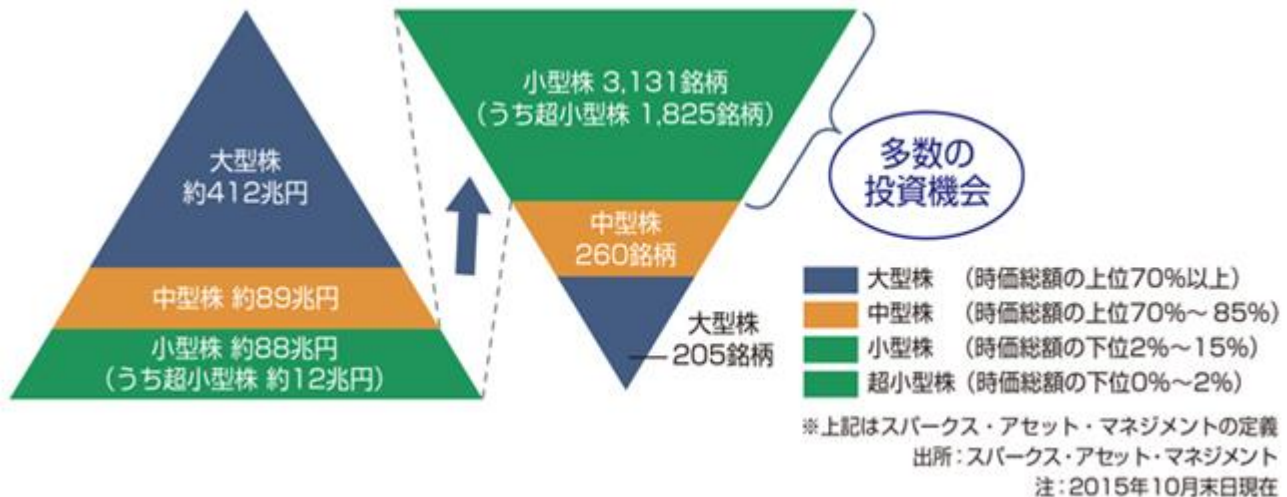 大型株
約412兆円
中型株 約89兆円
小型株 約88兆円
(うち超小型株 約12兆円)
小型株 3,131銘柄
(うち超小型株 1,825銘柄)
中型株
260銘柄
大型株
205銘柄
多数の
投資機会
大型株 (時価総額の上位70%以上)
中型株 (時価総額の上位70%~85%)
小型株 (時価総額の下位2%~15%)
超小型株(時価総額の下位0%~2%)
※上記はスパークス・アセット・マネジメントの定義
出所:スパークス・アセット・マネジメント
注:2015年10月末日現在